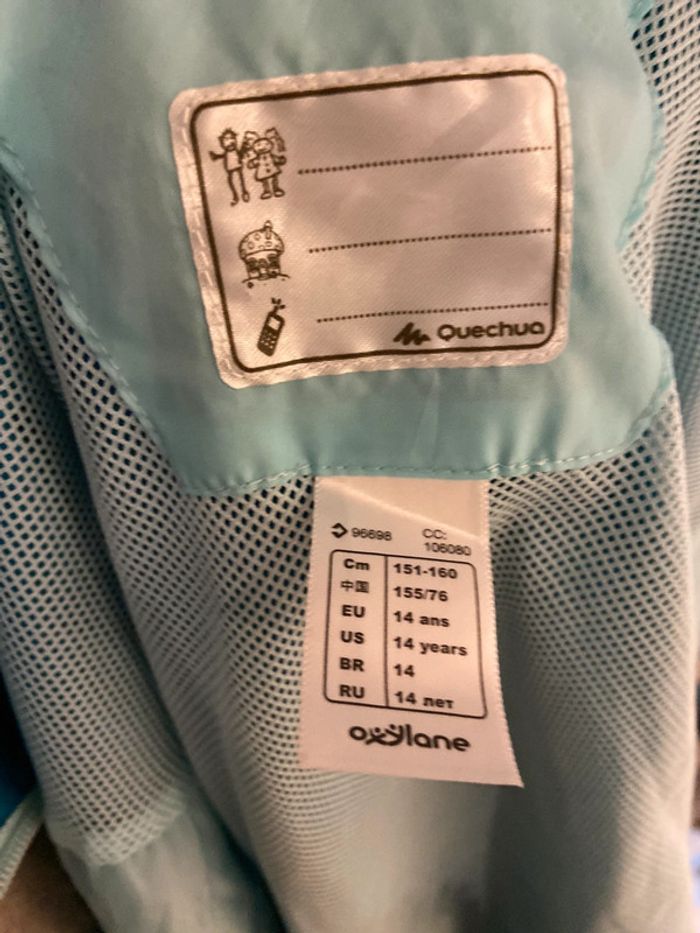 Quechua
96698 CC: 106080
Cm 151-160
中国 155/76
EU 14 ans
US 14 years
BR 14
RU 14 лет
oxylane